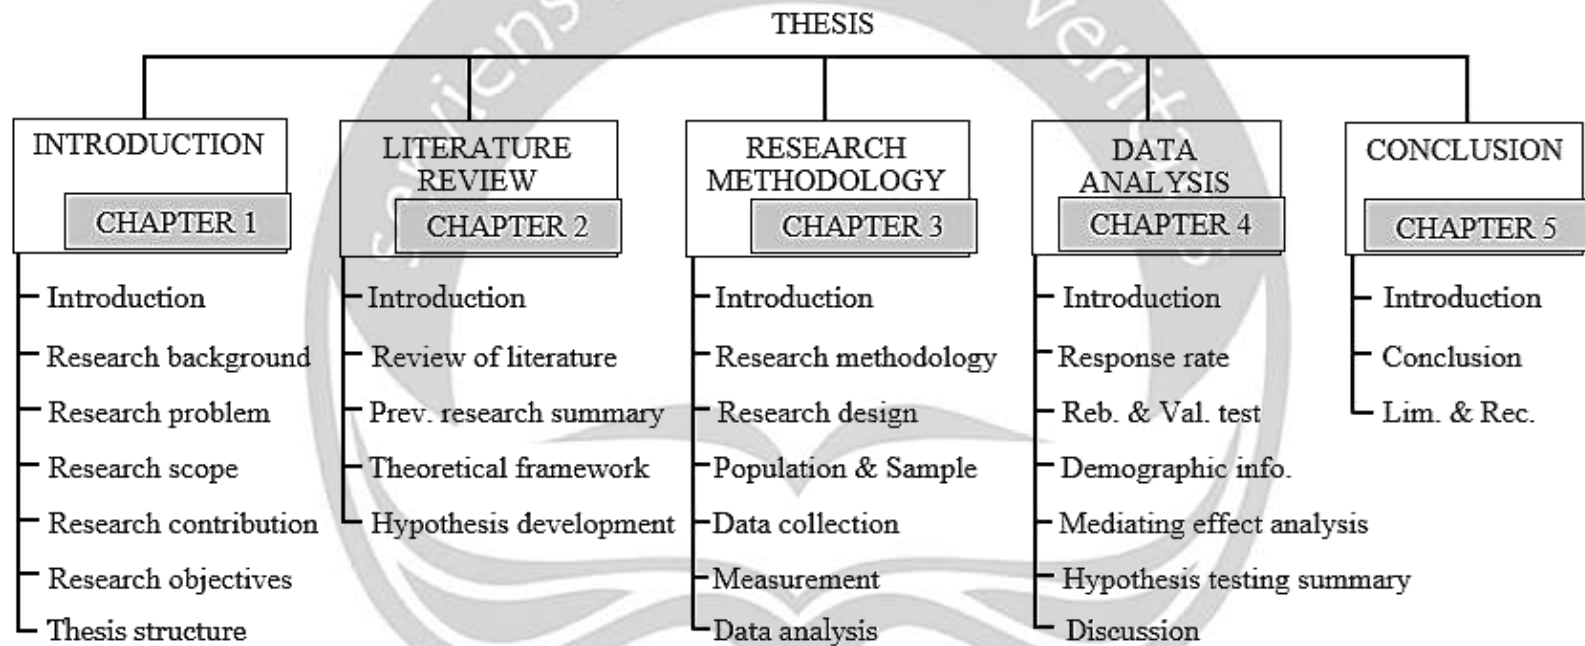 THESIS
INTRODUCTION
CHAPTER 1
Introduction
Research background
Research problem
Research scope
Research contribution
Research objectives
Thesis structure
LITERATURE
REVIEW
CHAPTER 2
Introduction
Review of literature
Prev. research summary
Theoretical framework
Hypothesis development
RESEARCH
METHODOLOGY
CHAPTER 3
Introduction
Research methodology
Research design
Population & Sample
Data collection
Measurement
Data analysis
DATA
ANALYSIS
CHAPTER 4
Introduction
Response rate
Reb. & Val. test
Demographic info.
Mediating effect analysis
Hypothesis testing summary
Discussion
CONCLUSION
CHAPTER 5
Introduction
Conclusion
Lim. & Rec.